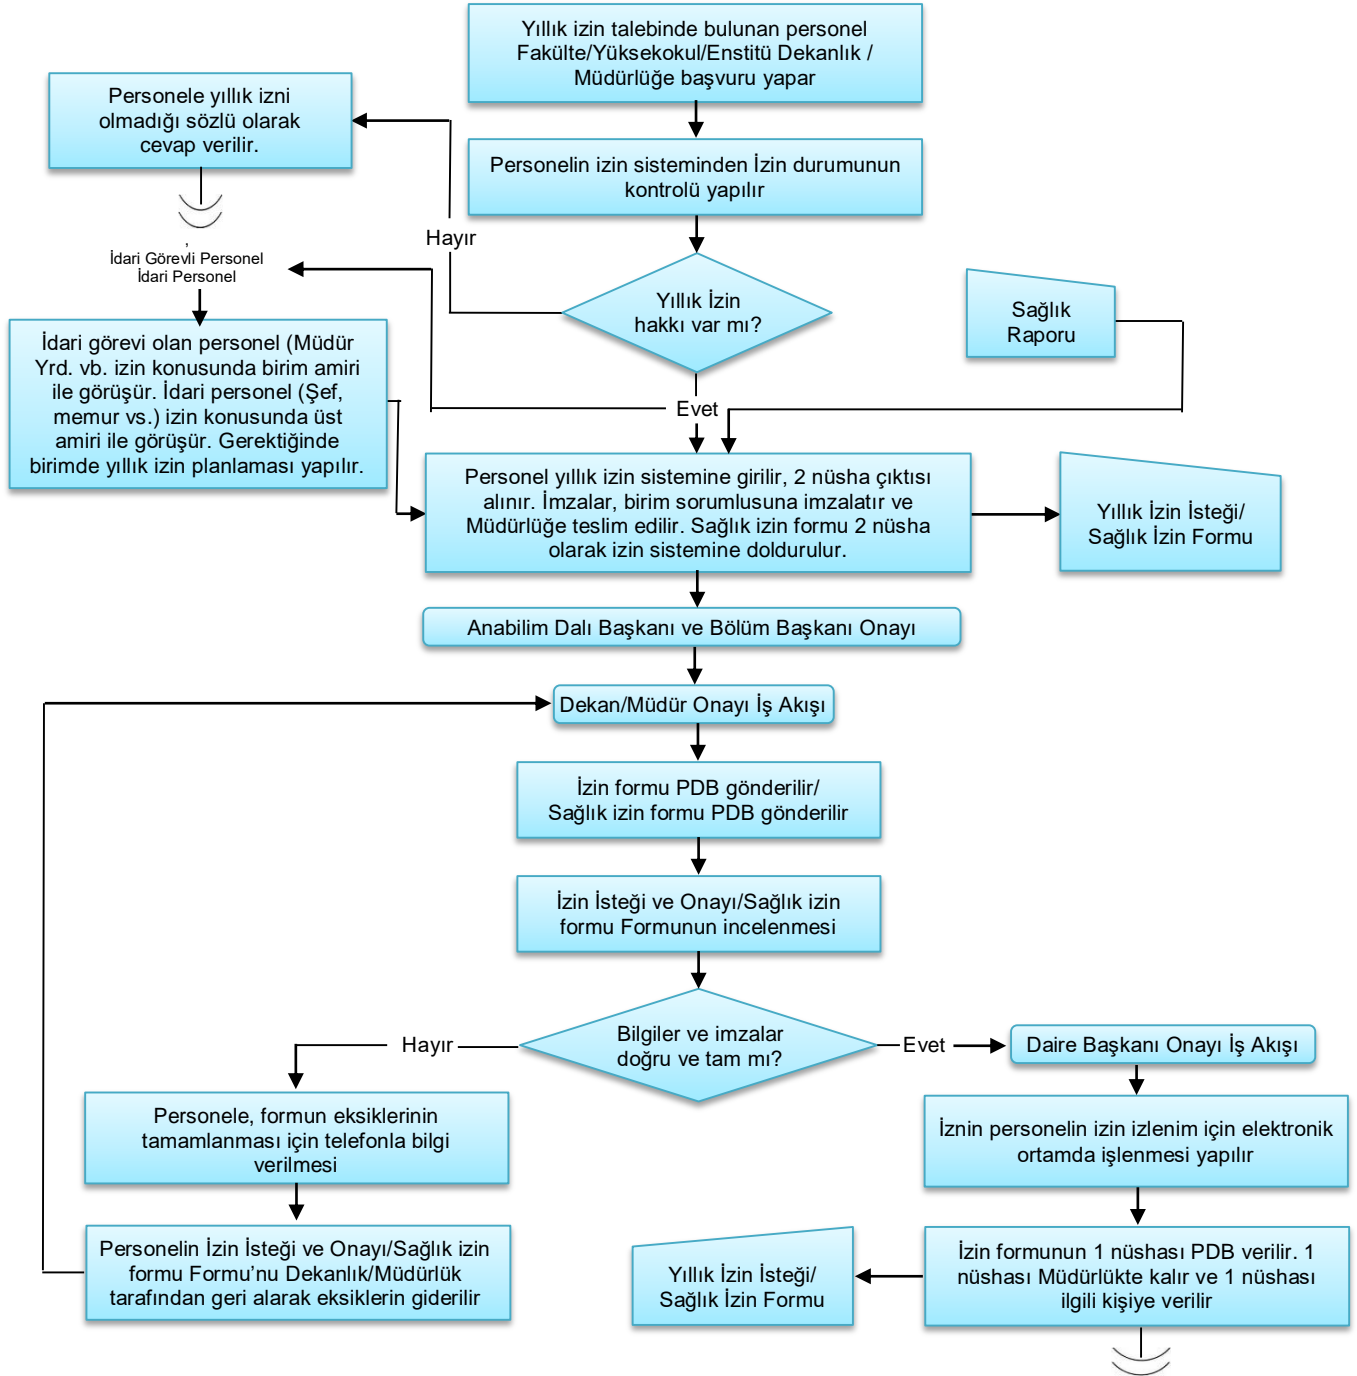 Yıllık izin talebinde bulunan personel
Fakülte/Yüksekokul/Enstitü Dekanlık /
Müdürlüğe başvuru yapar
Personele yıllık izni
olmadığı sözlü olarak
cevap verilir.
Personelin izin sisteminden İzin durumunun
kontrolü yapılır
Hayır
,
İdari Görevli Personel
İdari Personel
Yıllık İzin
hakkı var mı?
Sağlık
Raporu
İdari görevi olan personel (Müdür
Yrd. vb. izin konusunda birim amiri
ile görüşür. İdari personel (Şef,
memur vs.) izin konusunda üst
amiri ile görüşür. Gerektiğinde
birimde yıllık izin planlaması yapılır.
Evet
Personel yıllık izin sistemine girilir, 2 nüsha çıktısı
alınır. İmzalar, birim sorumlusuna imzalatır ve
Müdürlüğe teslim edilir. Sağlık izin formu 2 nüsha
olarak izin sistemine doldurulur.
Yıllık İzin İsteği/
Sağlık İzin Formu
Anabilim Dalı Başkanı ve Bölüm Başkanı Onayı
Dekan/Müdür Onayı İş Akışı
İzin formu PDB gönderilir/
Sağlık izin formu PDB gönderilir
İzin İsteği ve Onayı/Sağlık izin
formu Formunun incelenmesi
Bilgiler ve imzalar
doğru ve tam mı?
Hayır
Evet
Daire Başkanı Onayı İş Akışı
Personele, formun eksiklerinin
tamamlanması için telefonla bilgi
verilmesi
İznin personelin izin izlenim için elektronik
ortamda işlenmesi yapılır
Personelin İzin İsteği ve Onayı/Sağlık izin
formu Formu’nu Dekanlık/Müdürlük
tarafından geri alarak eksiklerin giderilir
Yıllık İzin İsteği/
Sağlık İzin Formu
İzin formunun 1 nüshası PDB verilir. 1
nüshası Müdürlükte kalır ve 1 nüshası
ilgili kişiye verilir